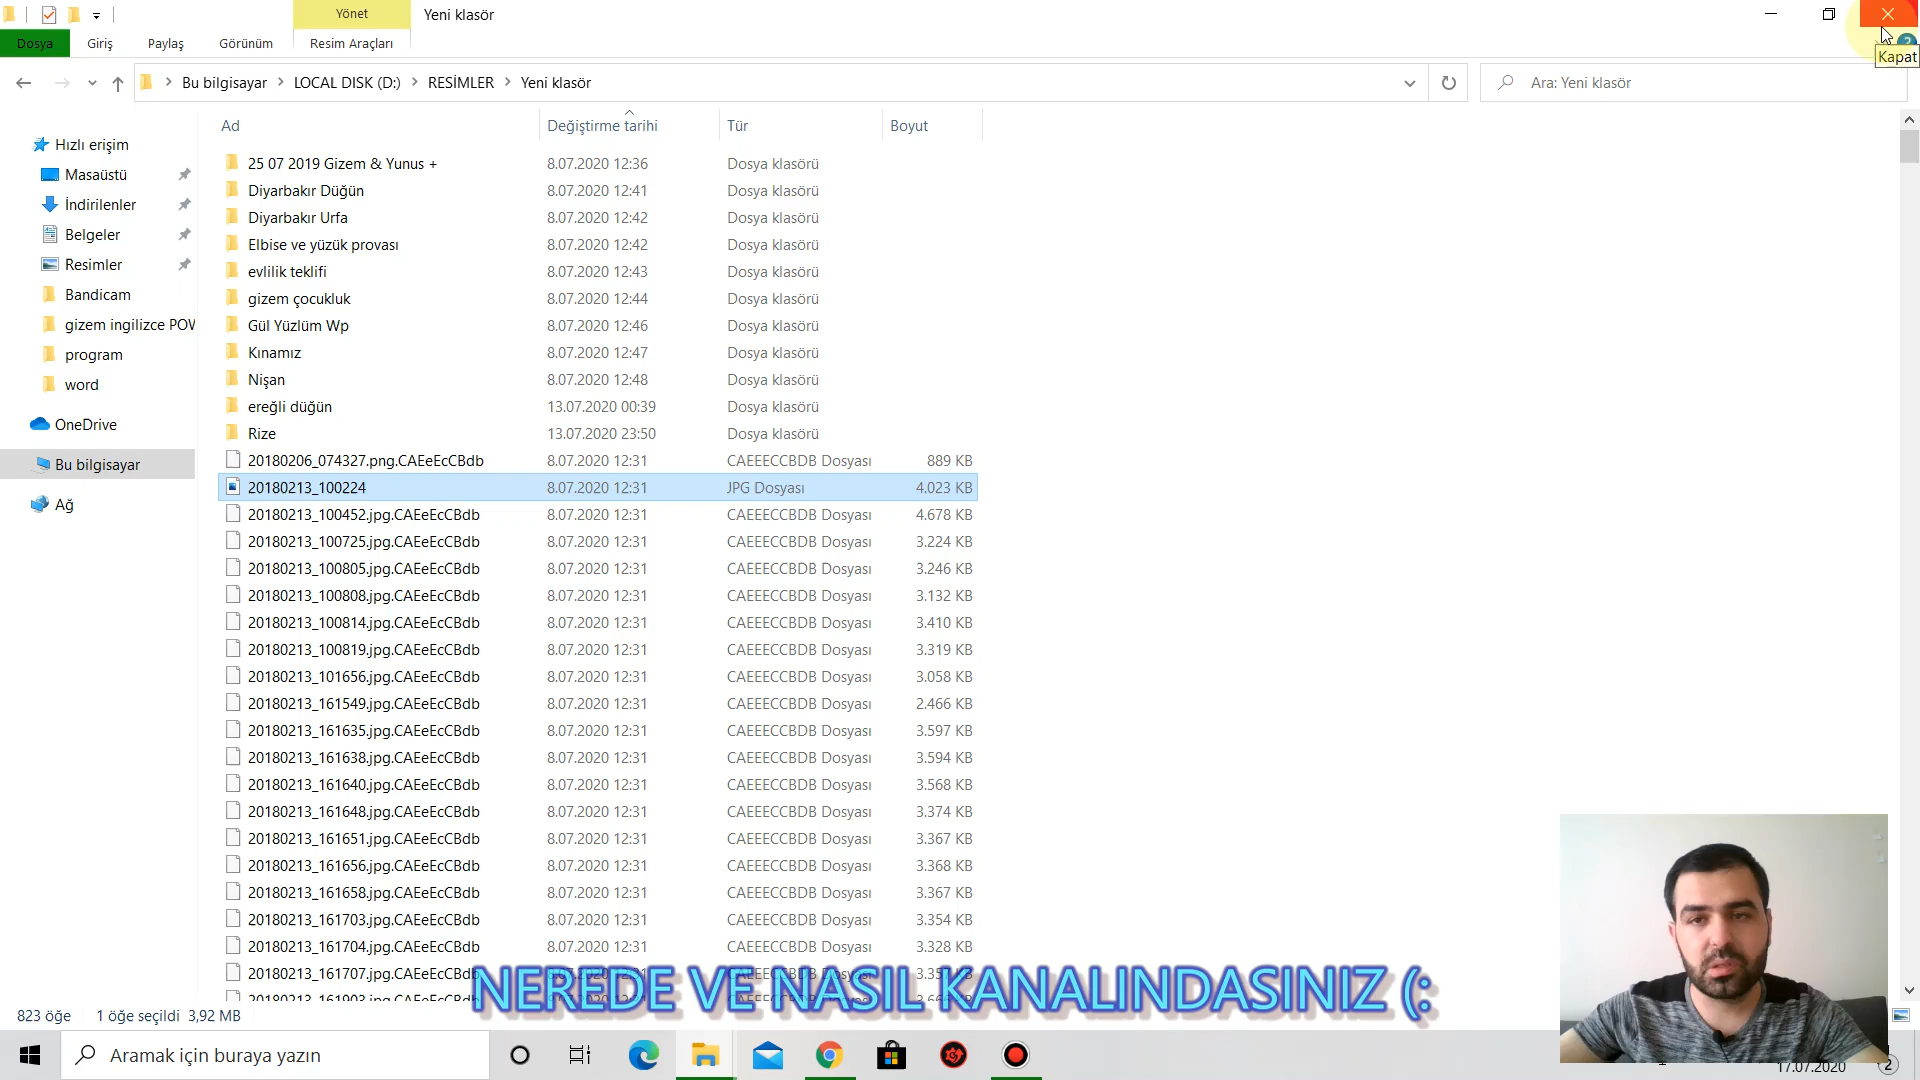 Yönet
Yeni klasör
Dosya
Giriş
Paylaş
Görünüm
Resim Araçları
Kapat
Bu bilgisayar
LOCAL DISK (D:)
RESİMLER
Yeni klasör
Ara: Yeni klasör
Ad
Değiştirme tarihi
Tür
Boyut
Hızlı erişim
Masaüstü
İndirilenler
Belgeler
Resimler
Bandicam
gizem ingilizce POW
program
word
OneDrive
Bu bilgisayar
Ağ
25 07 2019 Gizem & Yunus + 8.07.2020 12:36 Dosya klasörü
Diyarbakır Düğün 8.07.2020 12:41 Dosya klasörü
Diyarbakır Urfa 8.07.2020 12:42 Dosya klasörü
Elbise ve yüzük provası 8.07.2020 12:42 Dosya klasörü
evlilik teklifi 8.07.2020 12:43 Dosya klasörü
gizem çocukluk 8.07.2020 12:44 Dosya klasörü
Gül Yüzlüm Wp 8.07.2020 12:46 Dosya klasörü
Kınamız 8.07.2020 12:47 Dosya klasörü
Nişan 8.07.2020 12:48 Dosya klasörü
ereğli düğün 13.07.2020 00:39 Dosya klasörü
Rize 13.07.2020 23:50 Dosya klasörü
20180206_074327.png.CAEeEcCBdb 8.07.2020 12:31 CAEEECCBDB Dosyası 889 KB
20180213_100224 8.07.2020 12:31 JPG Dosyası 4.023 KB
20180213_100452.jpg.CAEeEcCBdb 8.07.2020 12:31 CAEEECCBDB Dosyası 4.678 KB
20180213_100725.jpg.CAEeEcCBdb 8.07.2020 12:31 CAEEECCBDB Dosyası 3.224 KB
20180213_100805.jpg.CAEeEcCBdb 8.07.2020 12:31 CAEEECCBDB Dosyası 3.246 KB
20180213_100808.jpg.CAEeEcCBdb 8.07.2020 12:31 CAEEECCBDB Dosyası 3.132 KB
20180213_100814.jpg.CAEeEcCBdb 8.07.2020 12:31 CAEEECCBDB Dosyası 3.410 KB
20180213_100819.jpg.CAEeEcCBdb 8.07.2020 12:31 CAEEECCBDB Dosyası 3.319 KB
20180213_101656.jpg.CAEeEcCBdb 8.07.2020 12:31 CAEEECCBDB Dosyası 3.058 KB
20180213_161549.jpg.CAEeEcCBdb 8.07.2020 12:31 CAEEECCBDB Dosyası 2.466 KB
20180213_161635.jpg.CAEeEcCBdb 8.07.2020 12:31 CAEEECCBDB Dosyası 3.597 KB
20180213_161638.jpg.CAEeEcCBdb 8.07.2020 12:31 CAEEECCBDB Dosyası 3.594 KB
20180213_161640.jpg.CAEeEcCBdb 8.07.2020 12:31 CAEEECCBDB Dosyası 3.568 KB
20180213_161648.jpg.CAEeEcCBdb 8.07.2020 12:31 CAEEECCBDB Dosyası 3.374 KB
20180213_161651.jpg.CAEeEcCBdb 8.07.2020 12:31 CAEEECCBDB Dosyası 3.367 KB
20180213_161656.jpg.CAEeEcCBdb 8.07.2020 12:31 CAEEECCBDB Dosyası 3.368 KB
20180213_161658.jpg.CAEeEcCBdb 8.07.2020 12:31 CAEEECCBDB Dosyası 3.367 KB
20180213_161703.jpg.CAEeEcCBdb 8.07.2020 12:31 CAEEECCBDB Dosyası 3.354 KB
20180213_161704.jpg.CAEeEcCBdb 8.07.2020 12:31 CAEEECCBDB Dosyası 3.328 KB
20180213_161707.jpg.CAEeEcCBdb
NEREDE VE NASIL KANALINDASINIZ (:
823 öğe
1 öğe seçildi 3,92 MB
Aramak için buraya yazın
17.07.2020
2